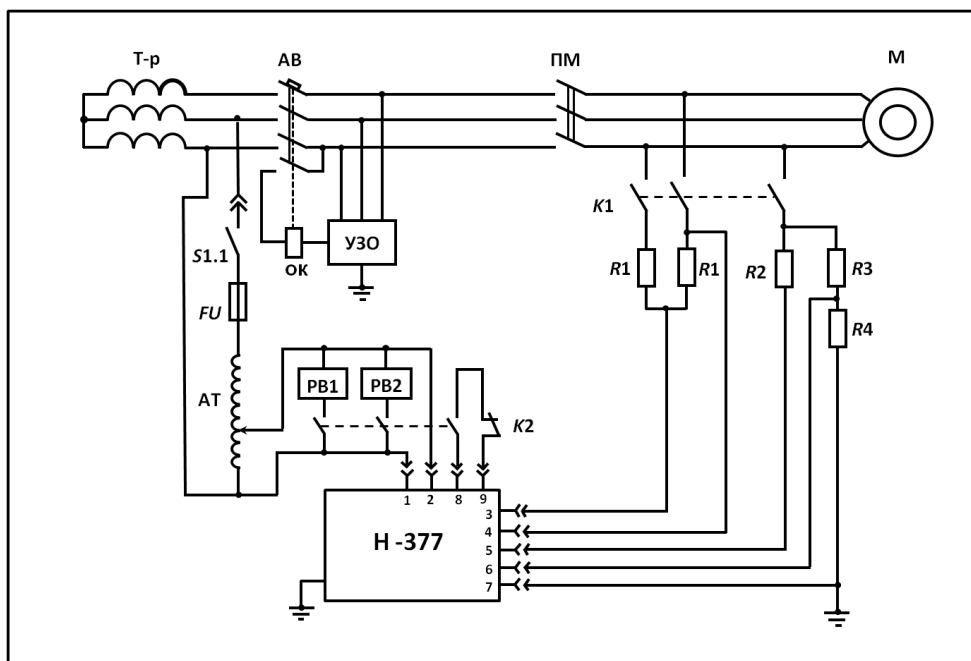 Т-р АВ ПМ М
К1
S1.1 УЗО
ОК R1 R1 R2 R3
FU R4
РВ1 РВ2
АТ К2
1 2 8 9
3
Н -377 4
5
6
7